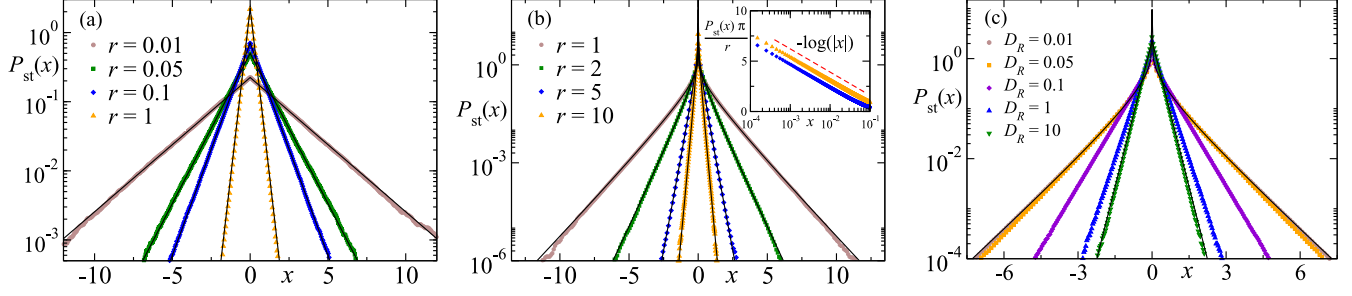 (a)
10^0
P_st(x)
10^-1
10^-2
10^-3
r = 0.01
r = 0.05
r = 0.1
r = 1
-10 -5 0 x 5 10
(b)
10^0
P_st(x)
10^-3
10^-6
r = 1
r = 2
r = 5
r = 10
P_st(x) π
r
10
5
0
-log(|x|)
10^-4 10^-3 x 10^-2 10^-1
-10 -5 0 x 5 10
(c)
10^0
P_st(x)
10^-2
10^-4
D_R = 0.01
D_R = 0.05
D_R = 0.1
D_R = 1
D_R = 10
-6 -3 0 x 3 6